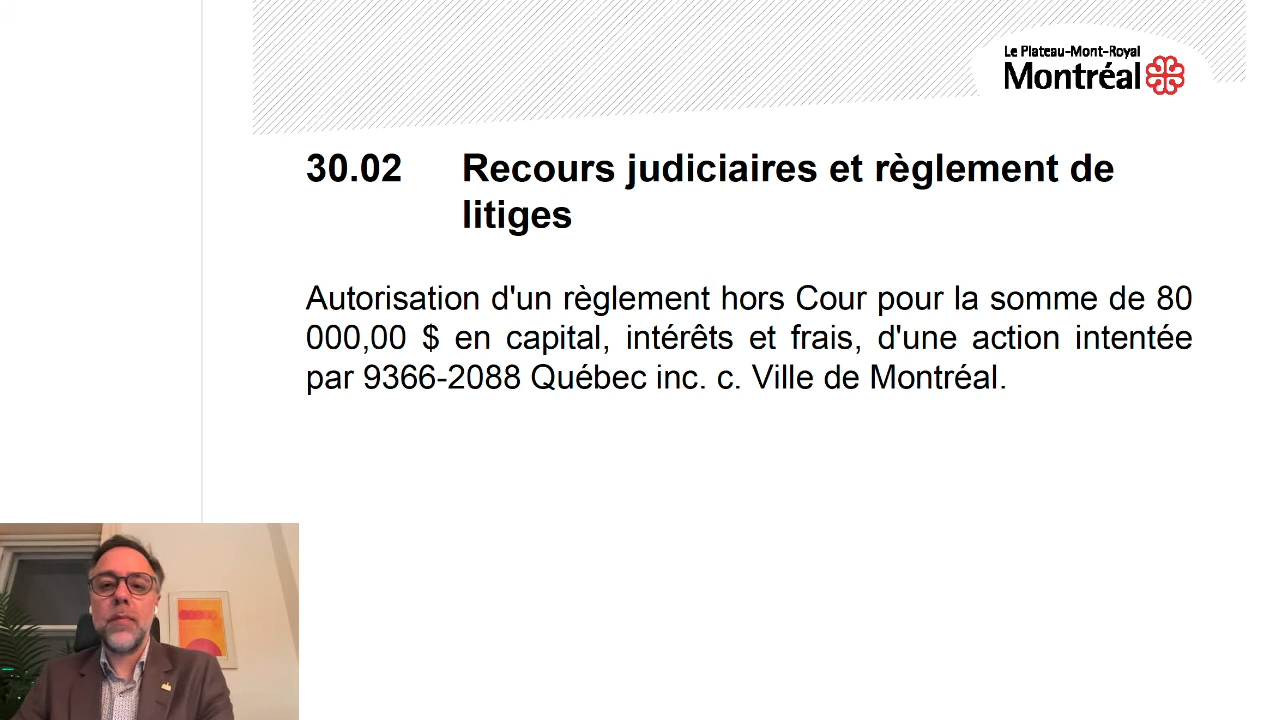 Le Plateau-Mont-Royal
Montréal
30.02 Recours judiciaires et règlement de
litiges
Autorisation d'un règlement hors Cour pour la somme de 80
000,00 $ en capital, intérêts et frais, d'une action intentée
par 9366-2088 Québec inc. c. Ville de Montréal.